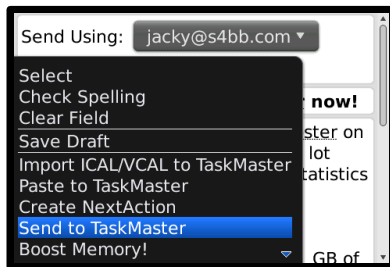 Send Using: jacky@s4bb.com
Select
Check Spelling
Clear Field
now!
Save Draft
ster on
lot
Import ICAL/VCAL to TaskMaster
tatistics
Paste to TaskMaster
Create NextAction
Send to TaskMaster
Boost Memory!
GB of